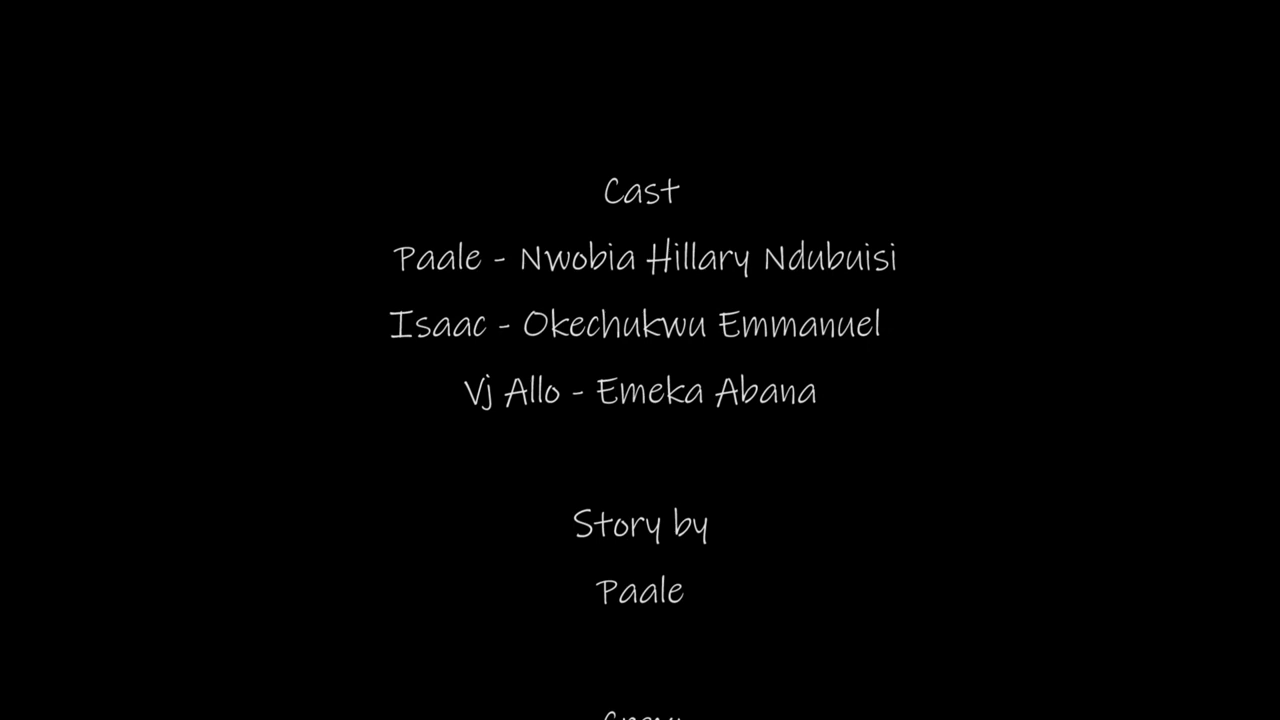 Cast
Paale - Nwobia Hillary Ndubuisi
Isaac - Okechukwu Emmanuel
Vj Allo - Emeka Abana
Story by
Paale